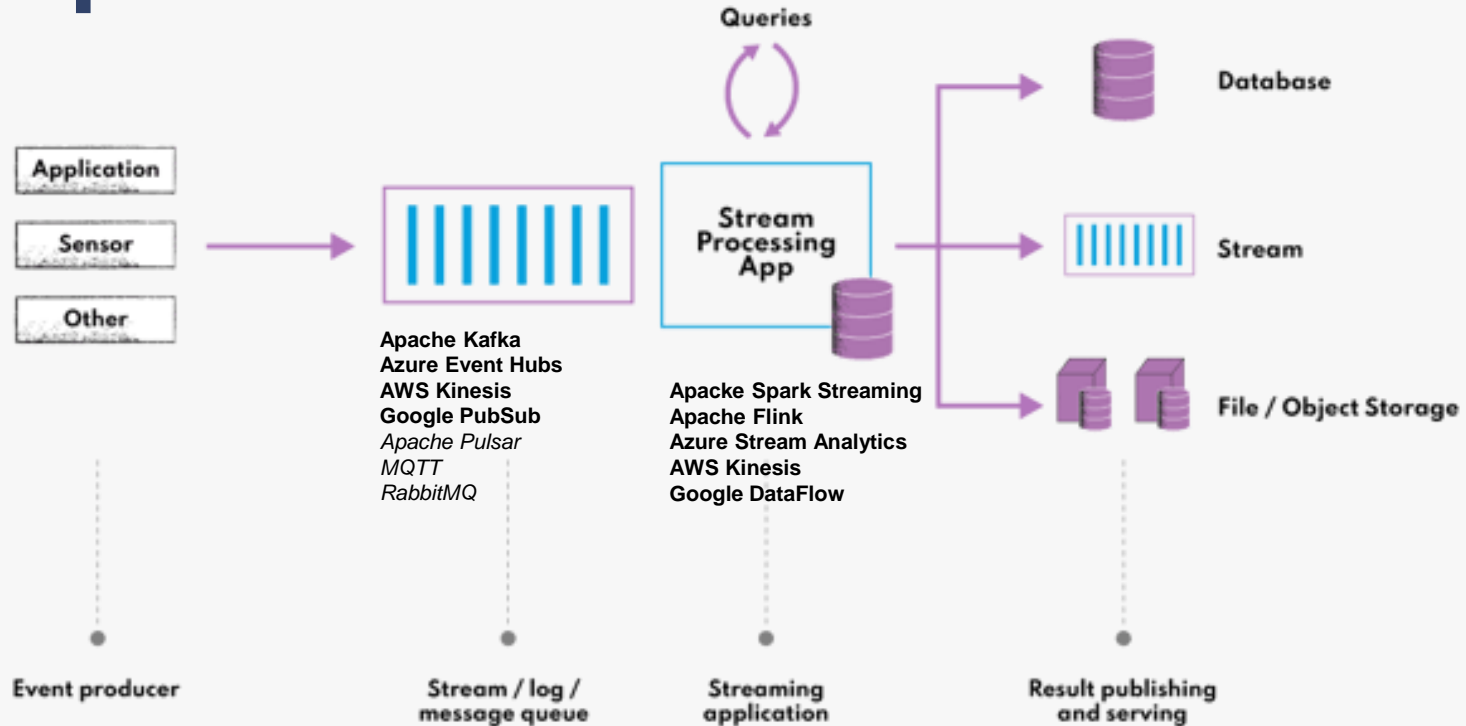 Queries
Database
Application
Sensor
Other
Stream
Processing
App
Stream
Apache Kafka
Azure Event Hubs
AWS Kinesis
Google PubSub
Apache Pulsar
MQTT
RabbitMQ
Apacke Spark Streaming
Apache Flink
Azure Stream Analytics
AWS Kinesis
Google DataFlow
File / Object Storage
Event producer
Stream / log /
message queue
Streaming
application
Result publishing
and serving